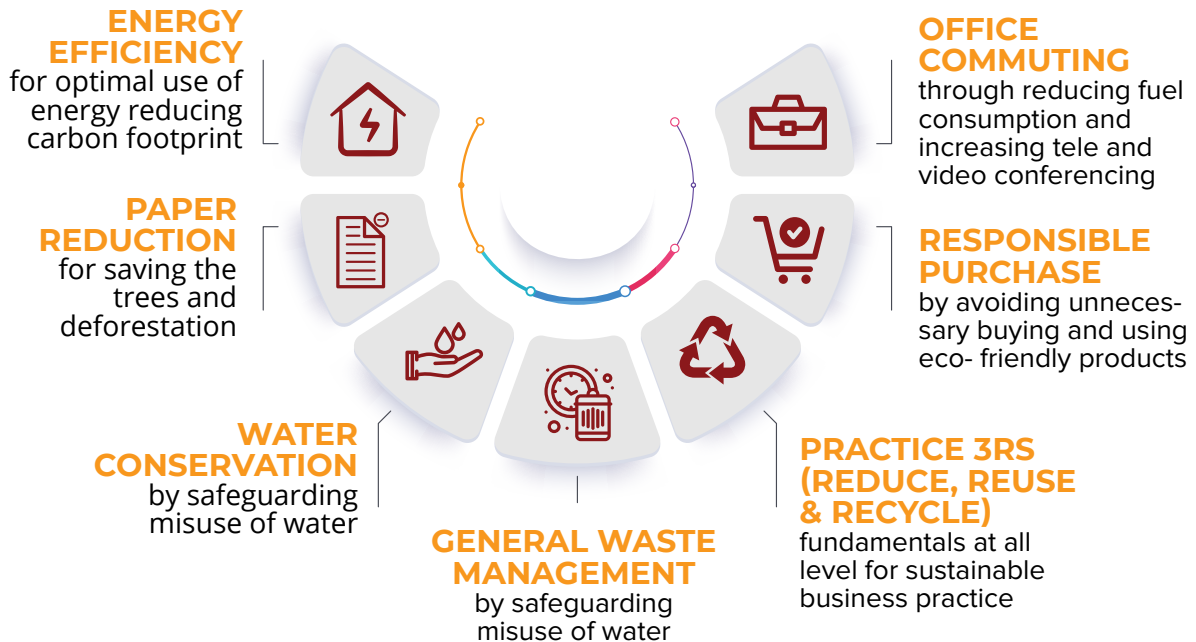 ENERGY
EFFICIENCY
for optimal use of
energy reducing
carbon footprint
PAPER
REDUCTION
for saving the
trees and
deforestation
WATER
CONSERVATION
by safeguarding
misuse of water
GENERAL WASTE
MANAGEMENT
by safeguarding
misuse of water
PRACTICE 3RS
(REDUCE, REUSE
& RECYCLE)
fundamentals at all
level for sustainable
business practice
RESPONSIBLE
PURCHASE
by avoiding unneces-
sary buying and using
eco- friendly products
OFFICE
COMMUTING
through reducing fuel
consumption and
increasing tele and
video conferencing